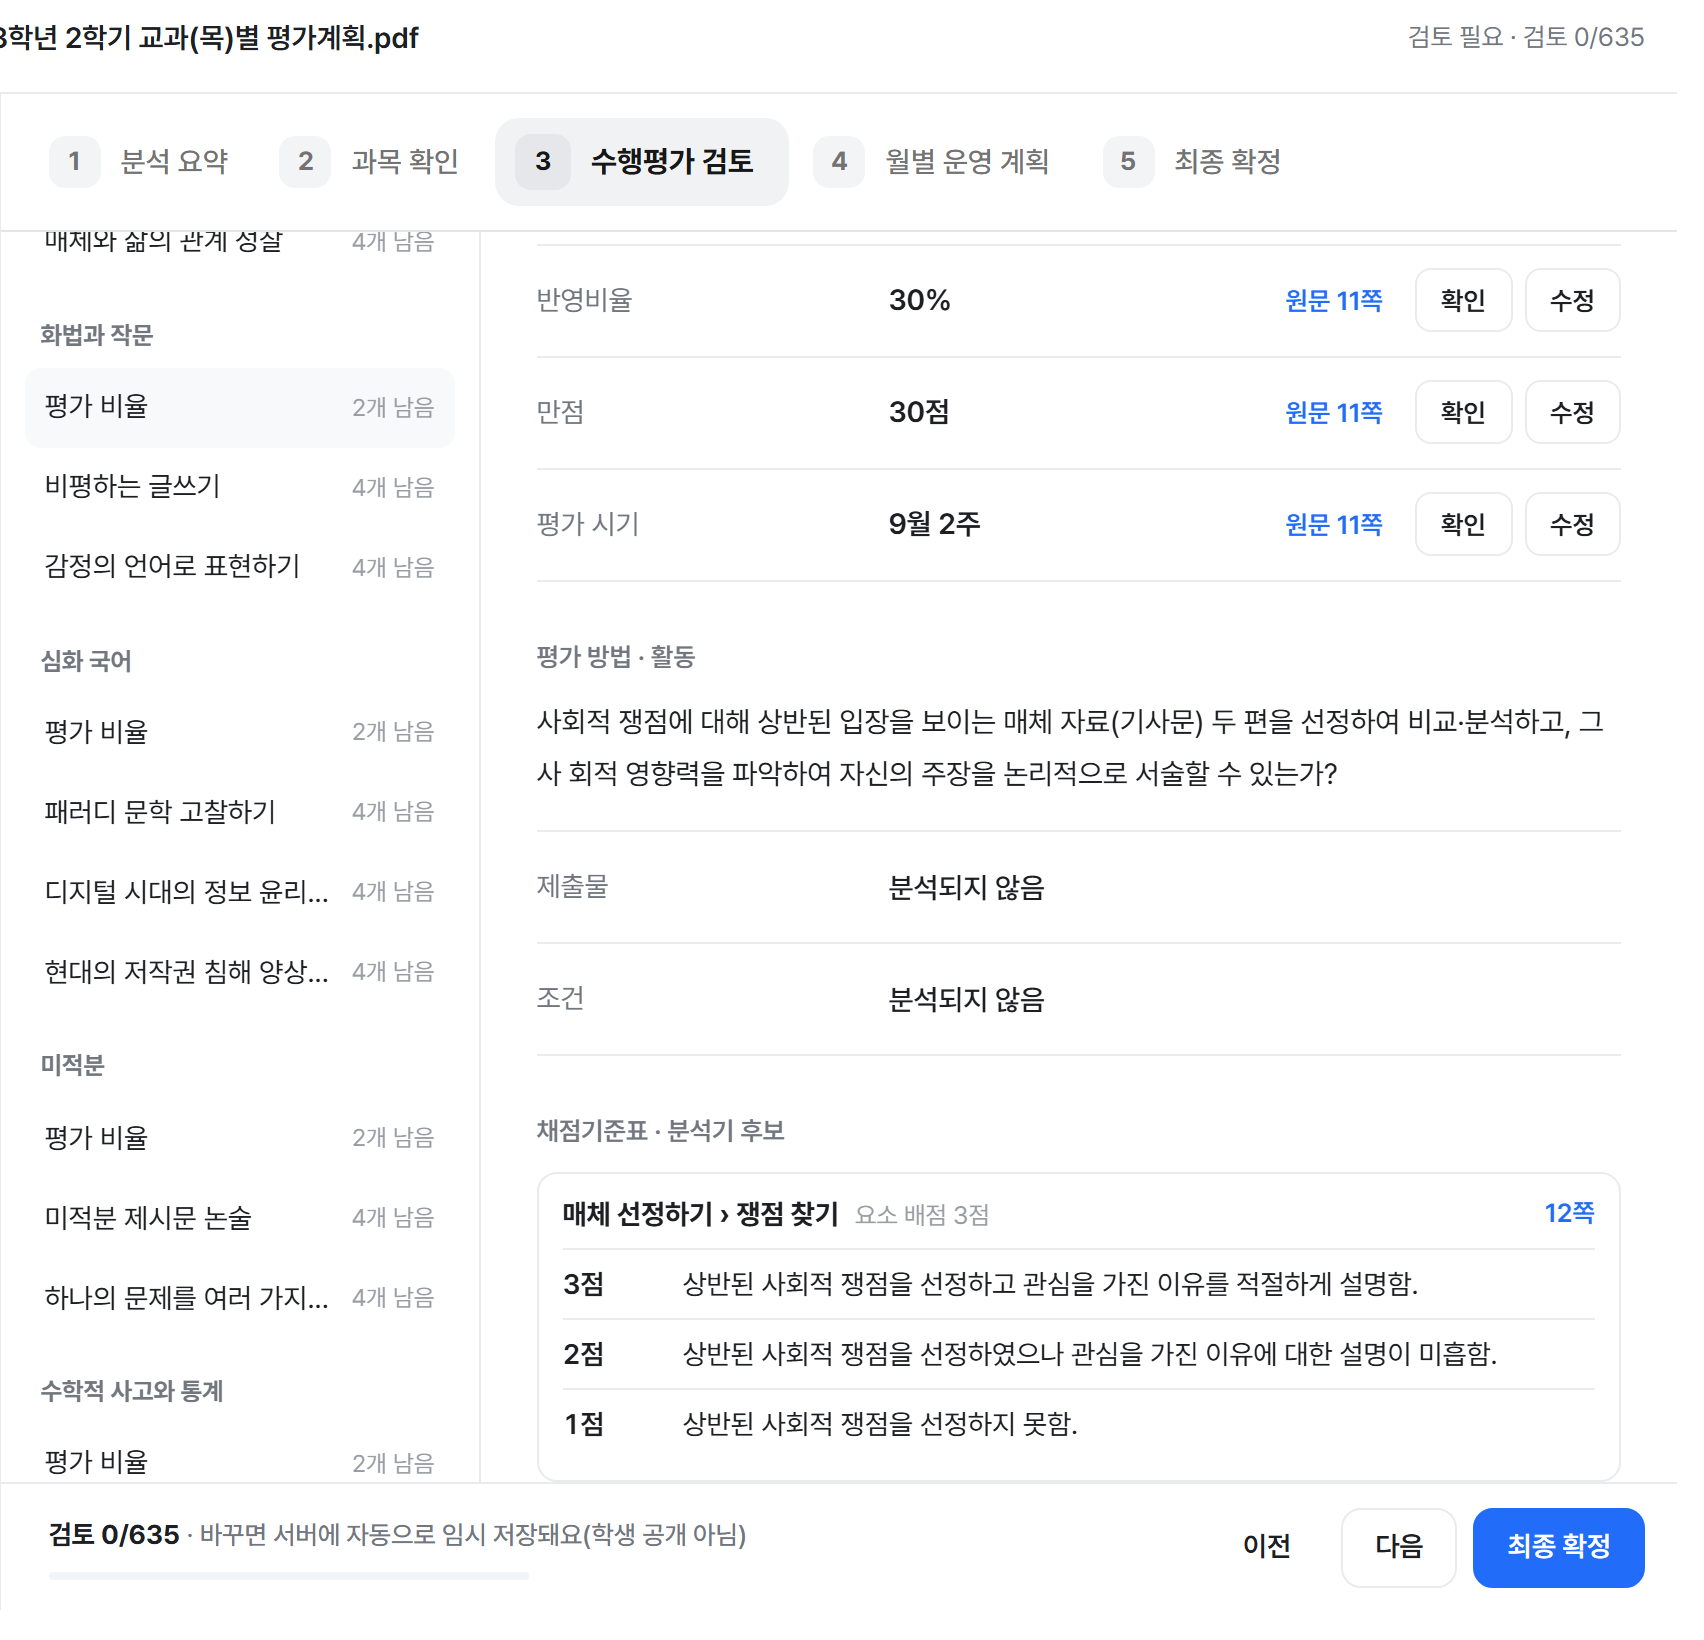 3학년 2학기 교과(목)별 평가계획.pdf
검토 필요 · 검토 0/635
1 분석 요약
2 과목 확인
3 수행평가 검토
4 월별 운영 계획
5 최종 확정
매체와 삶의 관계 성찰 4개 남음
화법과 작문
평가 비율 2개 남음
비평하는 글쓰기 4개 남음
감정의 언어로 표현하기 4개 남음
심화 국어
평가 비율 2개 남음
패러디 문학 고찰하기 4개 남음
디지털 시대의 정보 윤리... 4개 남음
현대의 저작권 침해 양상... 4개 남음
미적분
평가 비율 2개 남음
미적분 제시문 논술 4개 남음
하나의 문제를 여러 가지... 4개 남음
수학적 사고와 통계
평가 비율 2개 남음
반영비율 30% 원문 11쪽 확인 수정
만점 30점 원문 11쪽 확인 수정
평가 시기 9월 2주 원문 11쪽 확인 수정
평가 방법 · 활동
사회적 쟁점에 대해 상반된 입장을 보이는 매체 자료(기사문) 두 편을 선정하여 비교·분석하고, 그
사 회적 영향력을 파악하여 자신의 주장을 논리적으로 서술할 수 있는가?
제출물 분석되지 않음
조건 분석되지 않음
채점기준표 · 분석기 후보
매체 선정하기 › 쟁점 찾기 요소 배점 3점 12쪽
3점 상반된 사회적 쟁점을 선정하고 관심을 가진 이유를 적절하게 설명함.
2점 상반된 사회적 쟁점을 선정하였으나 관심을 가진 이유에 대한 설명이 미흡함.
1점 상반된 사회적 쟁점을 선정하지 못함.
검토 0/635 · 바꾸면 서버에 자동으로 임시 저장돼요(학생 공개 아님)
이전 다음 최종 확정